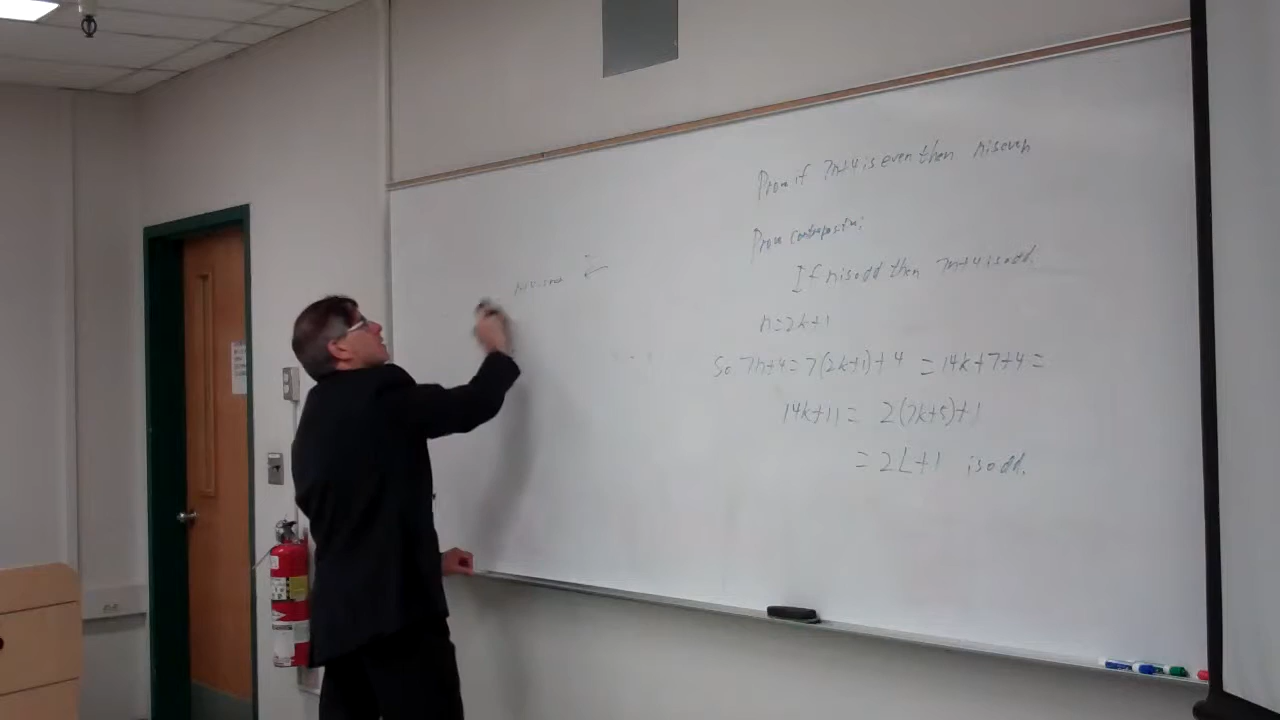 Prove if 7n+4 is even then n is even
Prove contrapositive:
If n is odd then 7n+4 is odd.
n=2k+1
So 7n+4 = 7(2k+1)+4 = 14k+7+4 =
14k+11 = 2(7k+5)+1
= 2L+1 is odd.